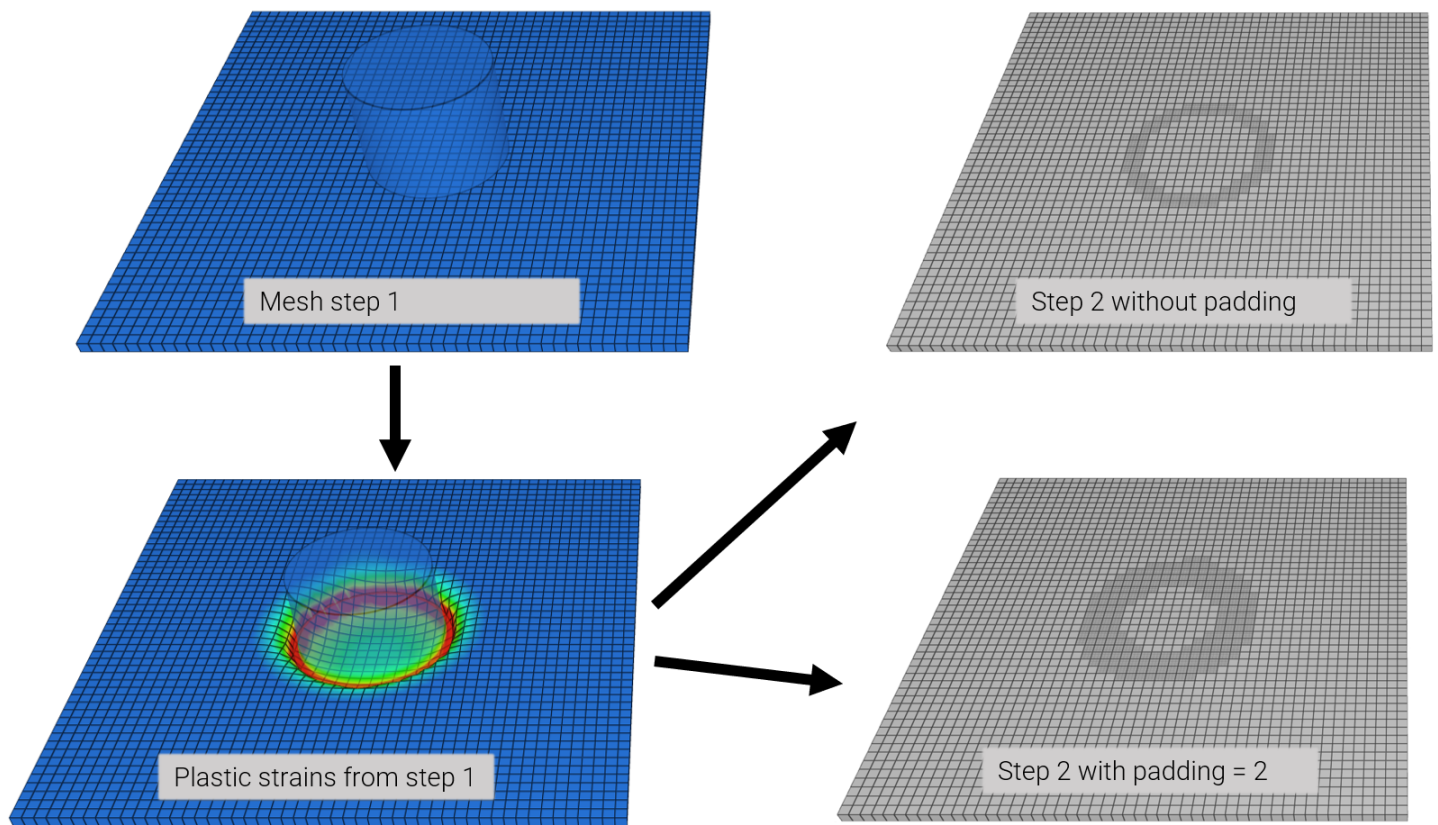 Mesh step 1
Step 2 without padding
Plastic strains from step 1
Step 2 with padding = 2